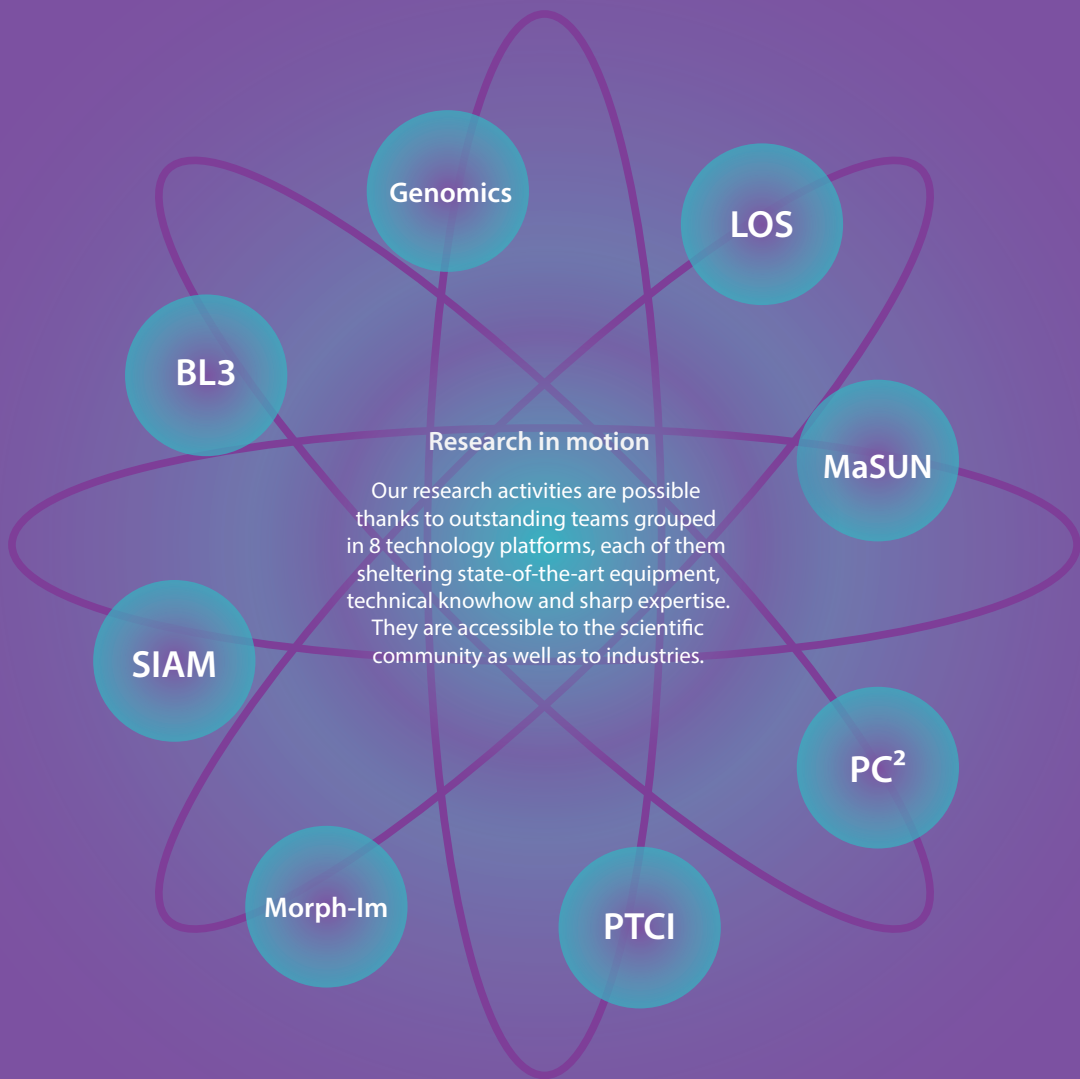 Genomics
LOS
BL3
MaSUN
Research in motion
Our research activities are possible
thanks to outstanding teams grouped
in 8 technology platforms, each of them
sheltering state-of-the-art equipment,
technical knowhow and sharp expertise.
They are accessible to the scientific
community as well as to industries.
SIAM
PC²
Morph-Im
PTCI